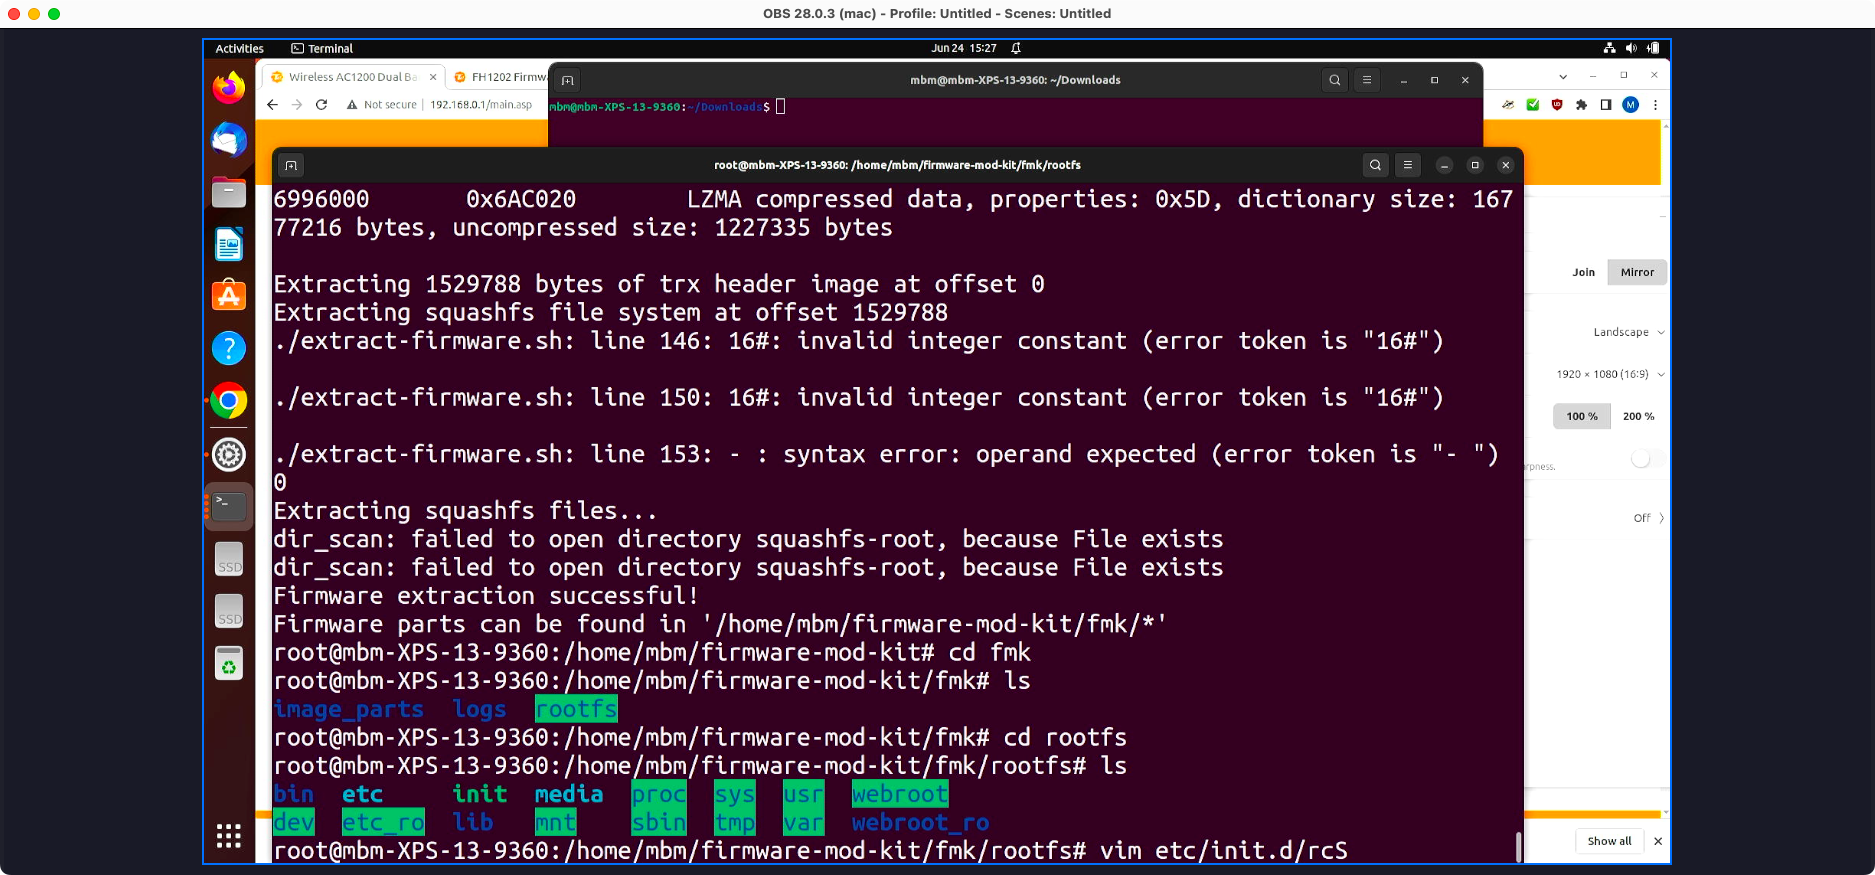 OBS 28.0.3 (mac) - Profile: Untitled - Scenes: Untitled
Activities
Terminal
Jun 24 15:27
Wireless AC1200 Dual Ba
FH1202 Firmwa
mbm@mbm-XPS-13-9360: ~/Downloads
Not secure
192.168.0.1/main.asp
mbm@mbm-XPS-13-9360:~/Downloads$
M
root@mbm-XPS-13-9360: /home/mbm/firmware-mod-kit/fmk/rootfs
6996000 0x6AC020 LZMA compressed data, properties: 0x5D, dictionary size: 167
77216 bytes, uncompressed size: 1227335 bytes
Extracting 1529788 bytes of trx header image at offset 0
Extracting squashfs file system at offset 1529788
./extract-firmware.sh: line 146: 16#: invalid integer constant (error token is "16#")
./extract-firmware.sh: line 150: 16#: invalid integer constant (error token is "16#")
./extract-firmware.sh: line 153: - : syntax error: operand expected (error token is "- ")
0
Extracting squashfs files...
dir_scan: failed to open directory squashfs-root, because File exists
dir_scan: failed to open directory squashfs-root, because File exists
Firmware extraction successful!
Firmware parts can be found in '/home/mbm/firmware-mod-kit/fmk/*'
root@mbm-XPS-13-9360:/home/mbm/firmware-mod-kit# cd fmk
root@mbm-XPS-13-9360:/home/mbm/firmware-mod-kit/fmk# ls
image_parts logs rootfs
root@mbm-XPS-13-9360:/home/mbm/firmware-mod-kit/fmk# cd rootfs
root@mbm-XPS-13-9360:/home/mbm/firmware-mod-kit/fmk/rootfs# ls
bin etc init media proc sys usr webroot
dev etc_ro lib mnt sbin tmp var webroot_ro
root@mbm-XPS-13-9360:/home/mbm/firmware-mod-kit/fmk/rootfs# vim etc/init.d/rcS
Join
Mirror
Landscape
1920 × 1080 (16:9)
100 %
200 %
rpness.
Off
Show all
SSD
SSD